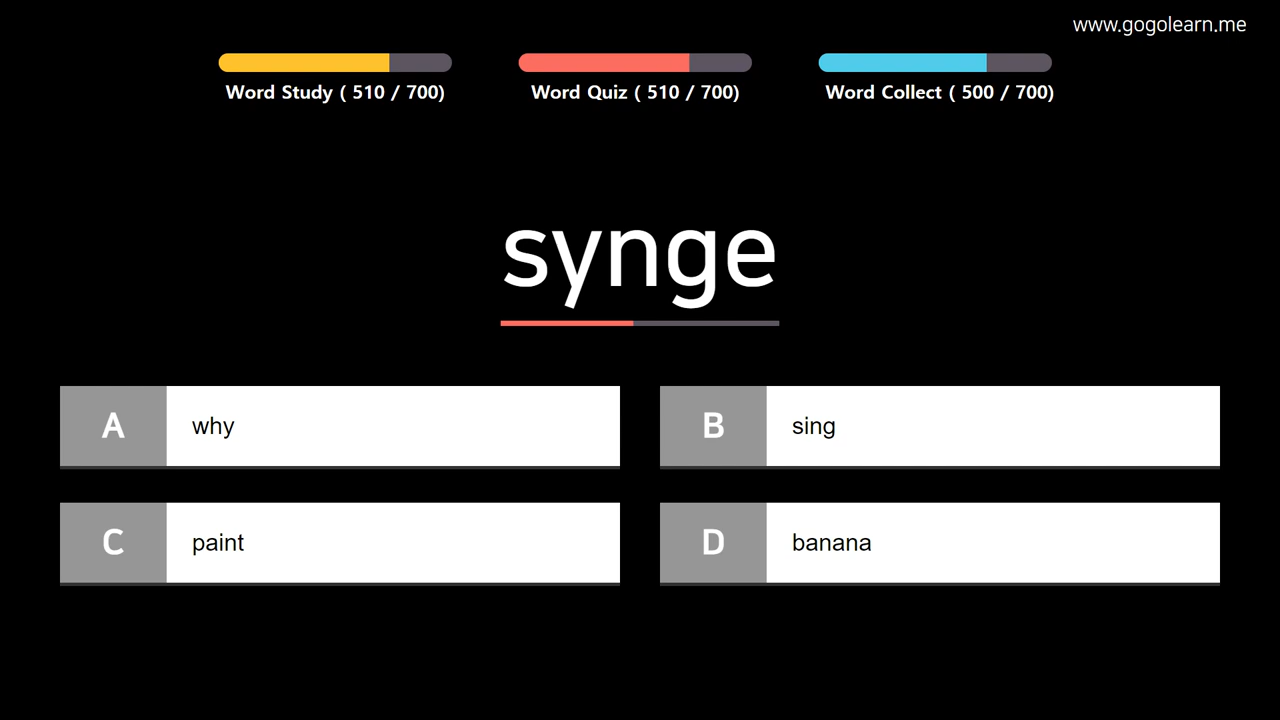 www.gogolearn.me
Word Study ( 510 / 700)
Word Quiz ( 510 / 700)
Word Collect ( 500 / 700)
synge
A why
B sing
C paint
D banana